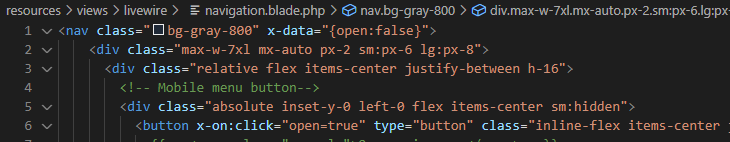 resources > views > livewire > navigation.blade.php > nav.bg-gray-800 > div.max-w-7xl.mx-auto.px-2.sm:px-6.lg:px-
1 <nav class="bg-gray-800" x-data="{open:false}">
2 <div class="max-w-7xl mx-auto px-2 sm:px-6 lg:px-8">
3 <div class="relative flex items-center justify-between h-16">
4 <!-- Mobile menu button-->
5 <div class="absolute inset-y-0 left-0 flex items-center sm:hidden">
6 <button x-on:click="open=true" type="button" class="inline-flex items-center